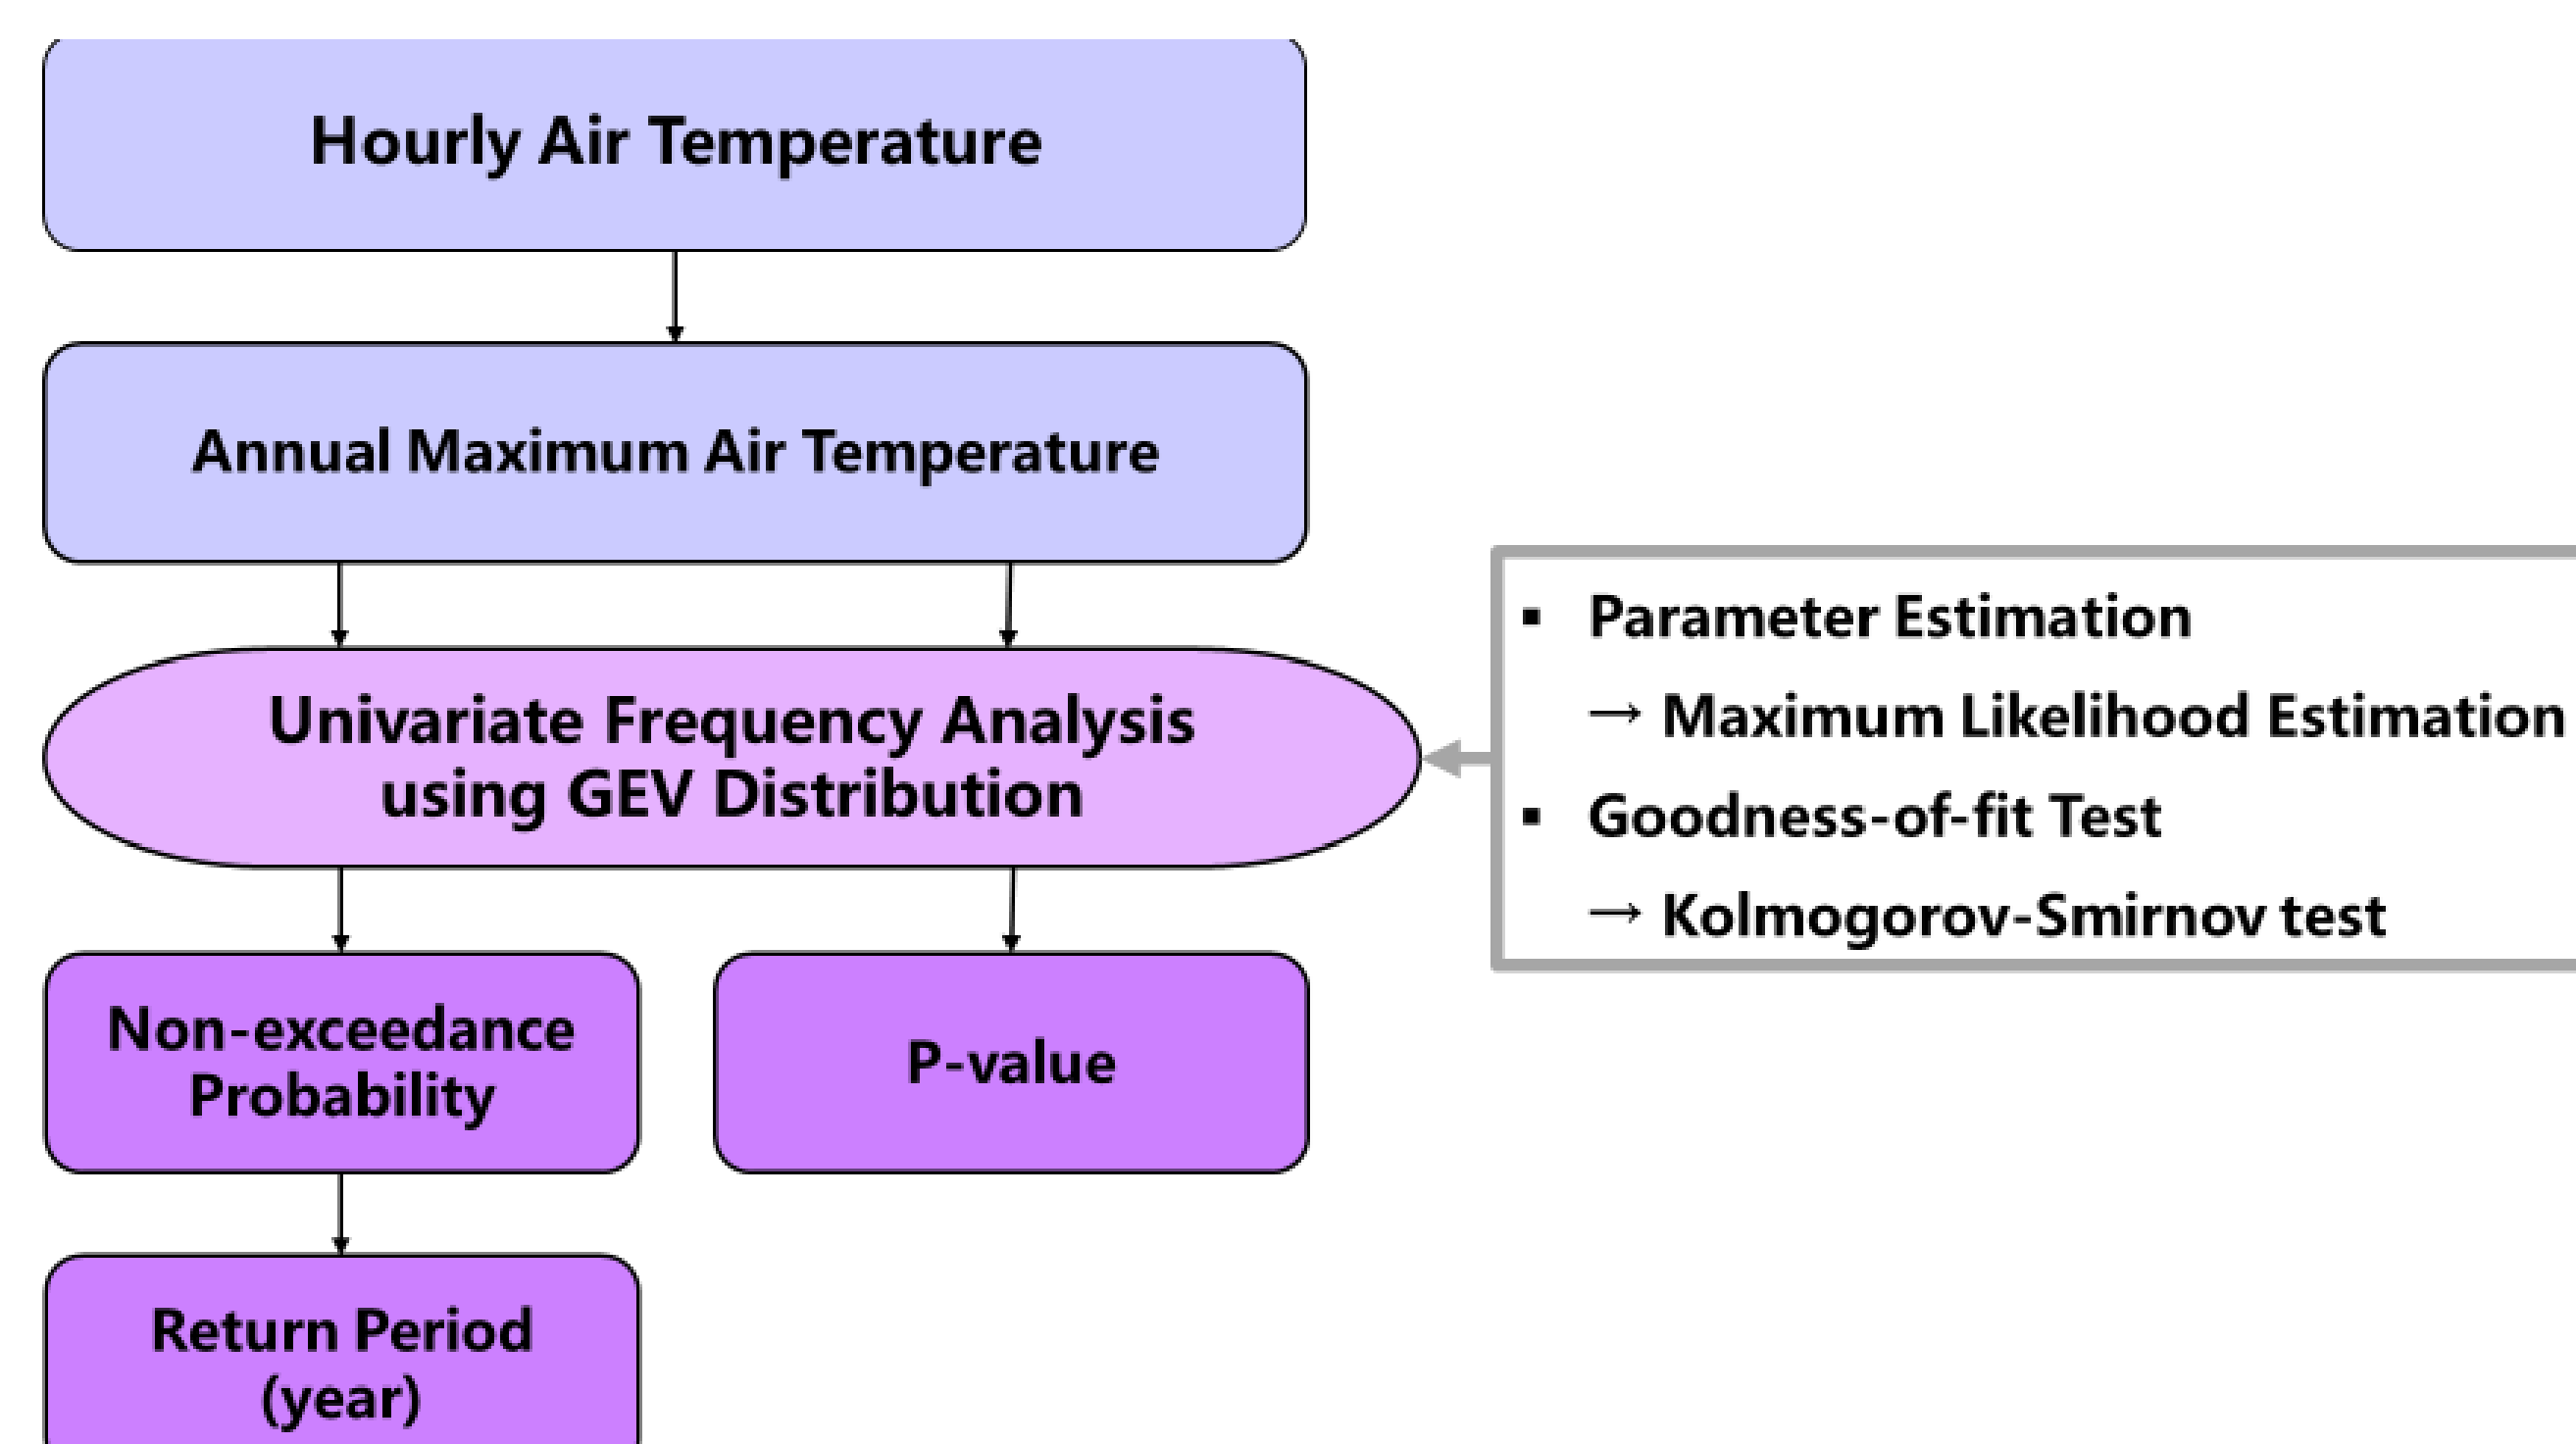 Hourly Air Temperature
Annual Maximum Air Temperature
Univariate Frequency Analysis
using GEV Distribution
▪ Parameter Estimation
→ Maximum Likelihood Estimation
▪ Goodness-of-fit Test
→ Kolmogorov-Smirnov test
Non-exceedance
Probability
P-value
Return Period
(year)